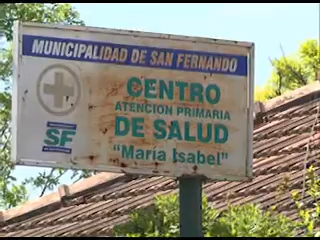 MUNICIPALIDAD DE SAN FERNANDO
CENTRO
ATENCION PRIMARIA
DE SALUD
"Maria Isabel"
SF